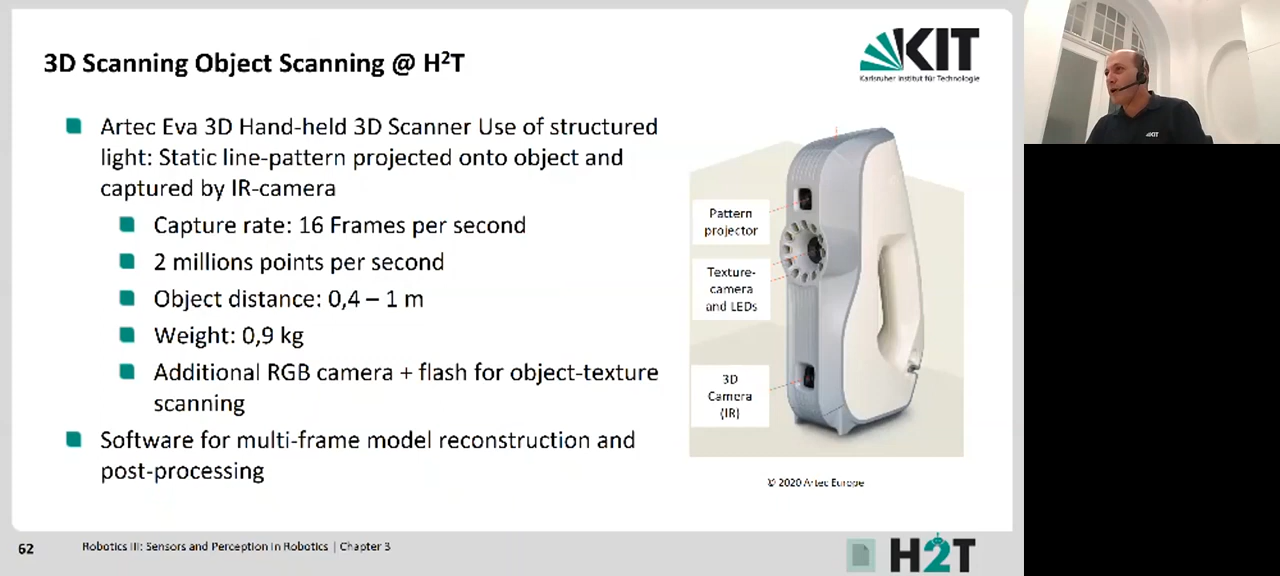 3D Scanning Object Scanning @ H²T
KIT
Karlsruher Institut für Technologie
Artec Eva 3D Hand-held 3D Scanner Use of structured
light: Static line-pattern projected onto object and
captured by IR-camera
Capture rate: 16 Frames per second
2 millions points per second
Object distance: 0,4 – 1 m
Weight: 0,9 kg
Additional RGB camera + flash for object-texture
scanning
Software for multi-frame model reconstruction and
post-processing
Pattern
projector
Texture-
camera
and LEDs
3D
Camera
(IR)
© 2020 Artec Europe
62
Robotics III: Sensors and Perception in Robotics | Chapter 3
H2T
KIT